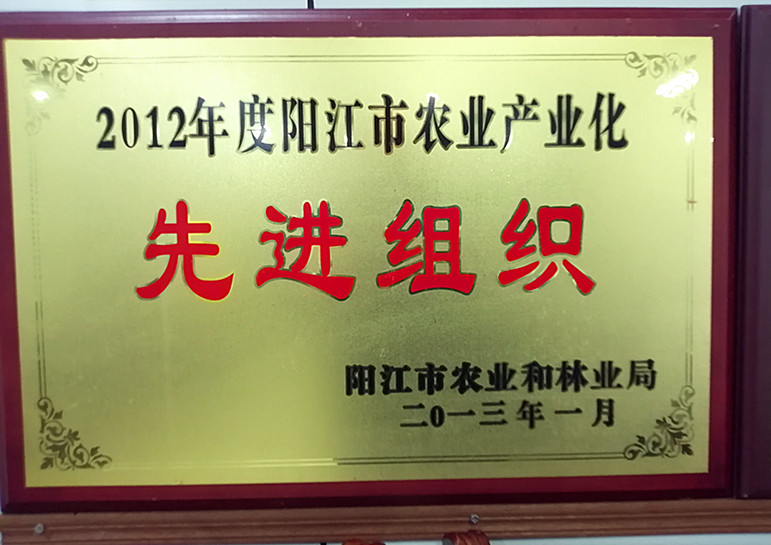 2012年度阳江市农业产业化
先进组织
阳江市农业和林业局
二0一三年一月